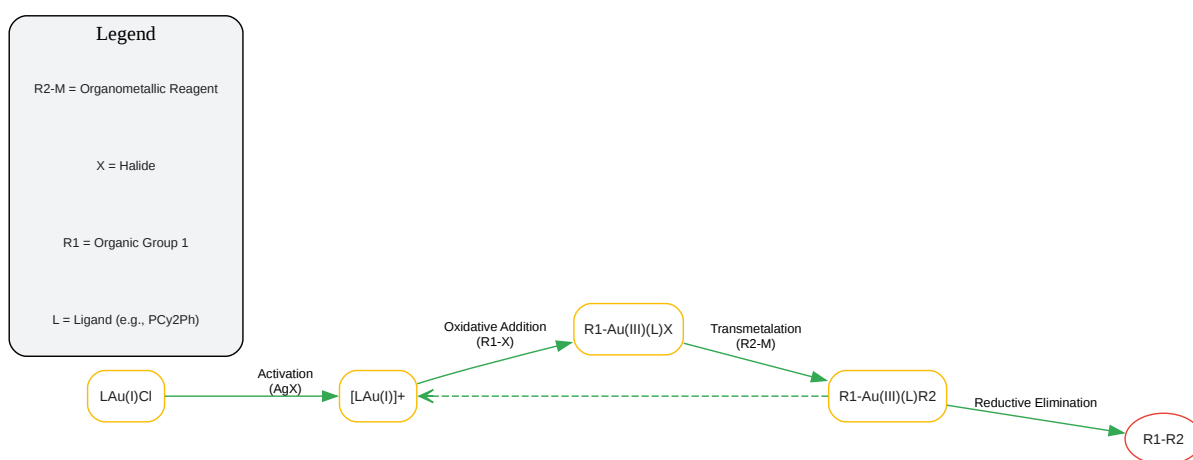 Legend
R2-M = Organometallic Reagent
X = Halide
R1 = Organic Group 1
L = Ligand (e.g., PCy2Ph)
LAu(I)Cl
Activation
(AgX)
[LAu(I)]+
Oxidative Addition
(R1-X)
R1-Au(III)(L)X
Transmetalation
(R2-M)
R1-Au(III)(L)R2
Reductive Elimination
R1-R2